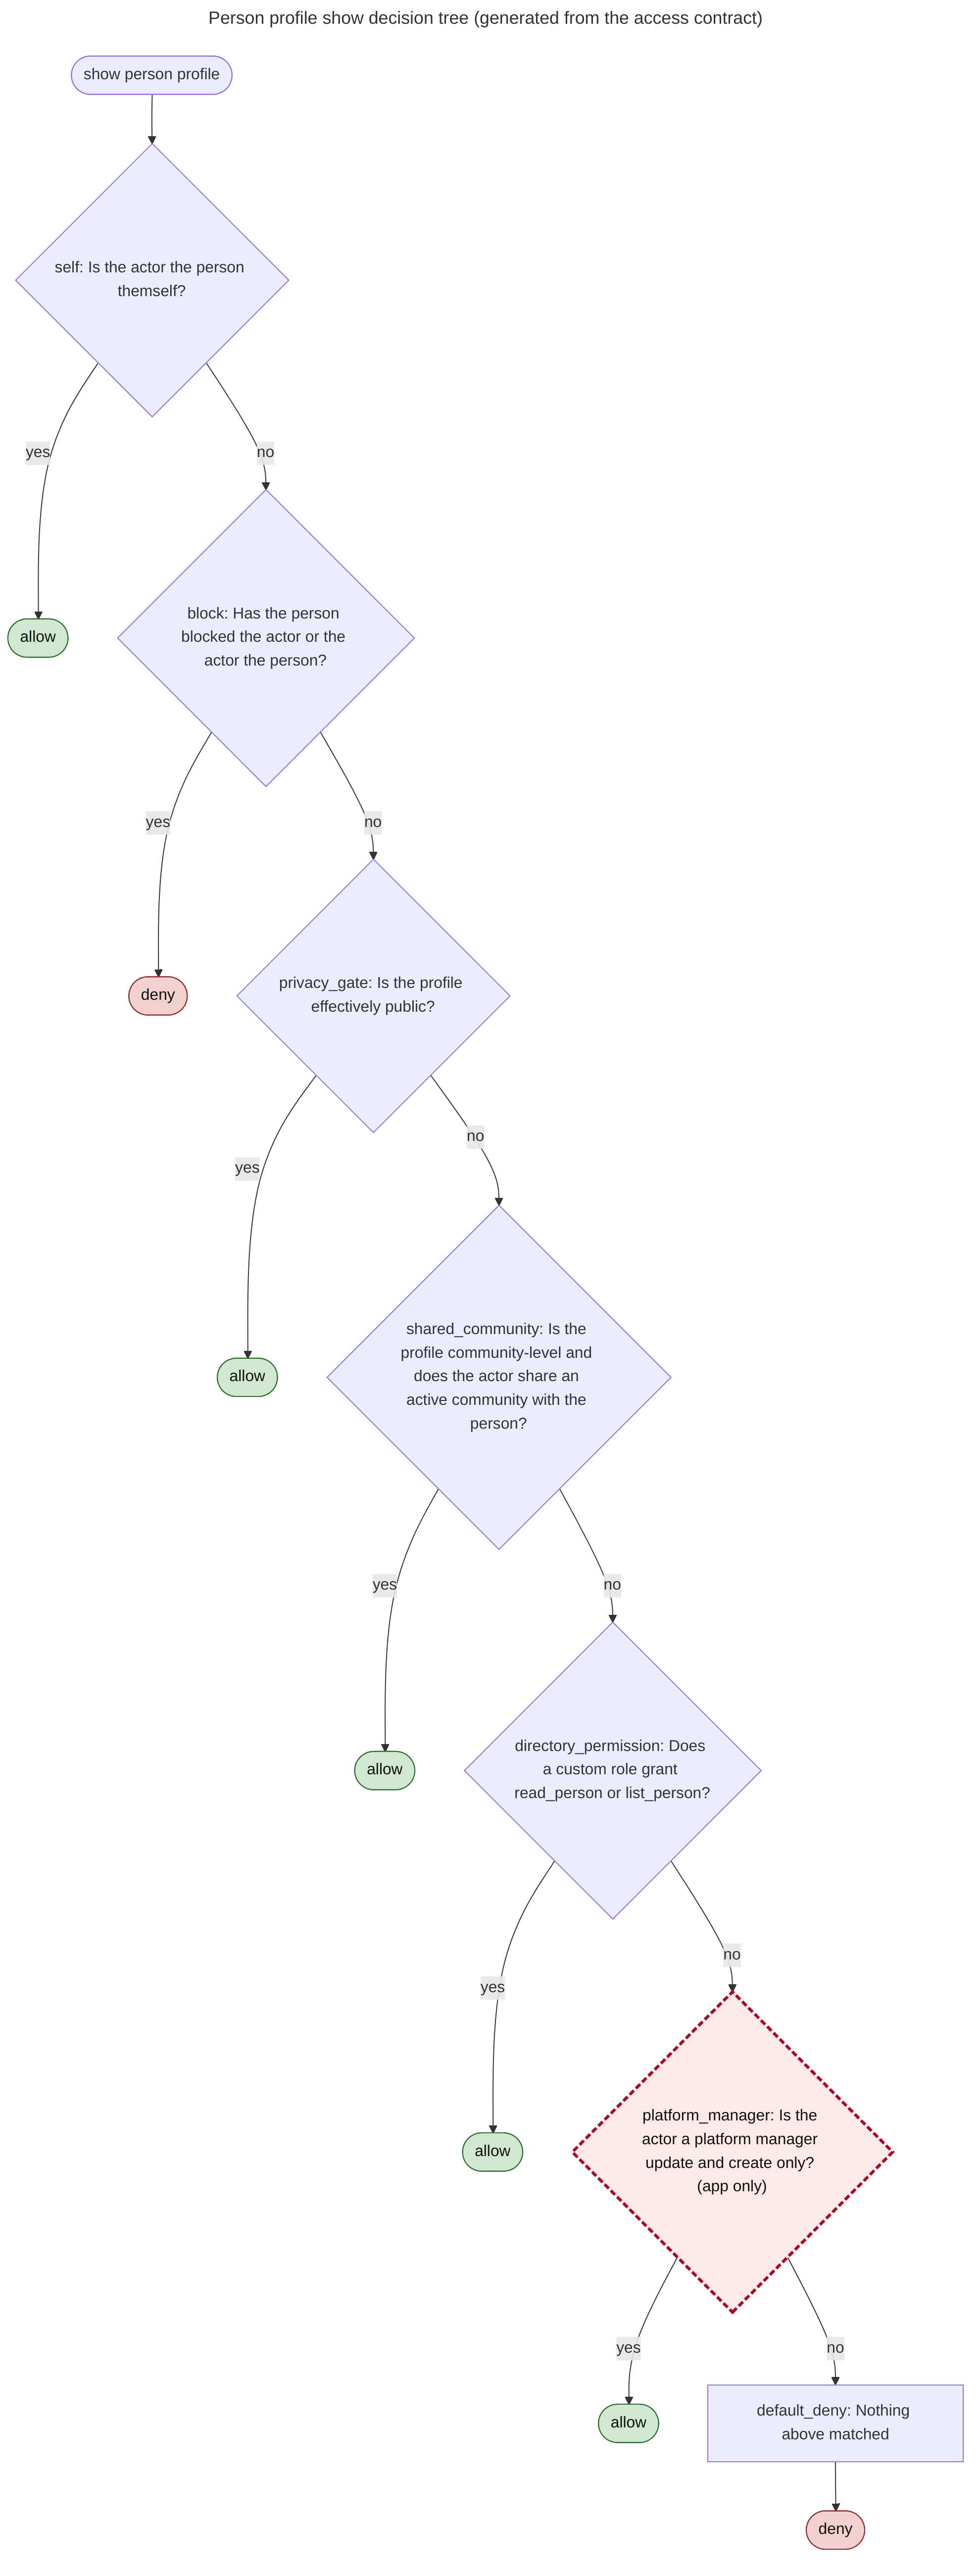 Person profile show decision tree (generated from the access contract)
show person profile
self: Is the actor the person
themself?
yes
no
allow
block: Has the person
blocked the actor or the
actor the person?
yes
no
deny
privacy_gate: Is the profile
effectively public?
yes
no
allow
shared_community: Is the
profile community-level and
does the actor share an
active community with the
person?
yes
no
allow
directory_permission: Does
a custom role grant
read_person or list_person?
yes
no
allow
platform_manager: Is the
actor a platform manager
update and create only?
(app only)
yes
no
allow
default_deny: Nothing
above matched
deny